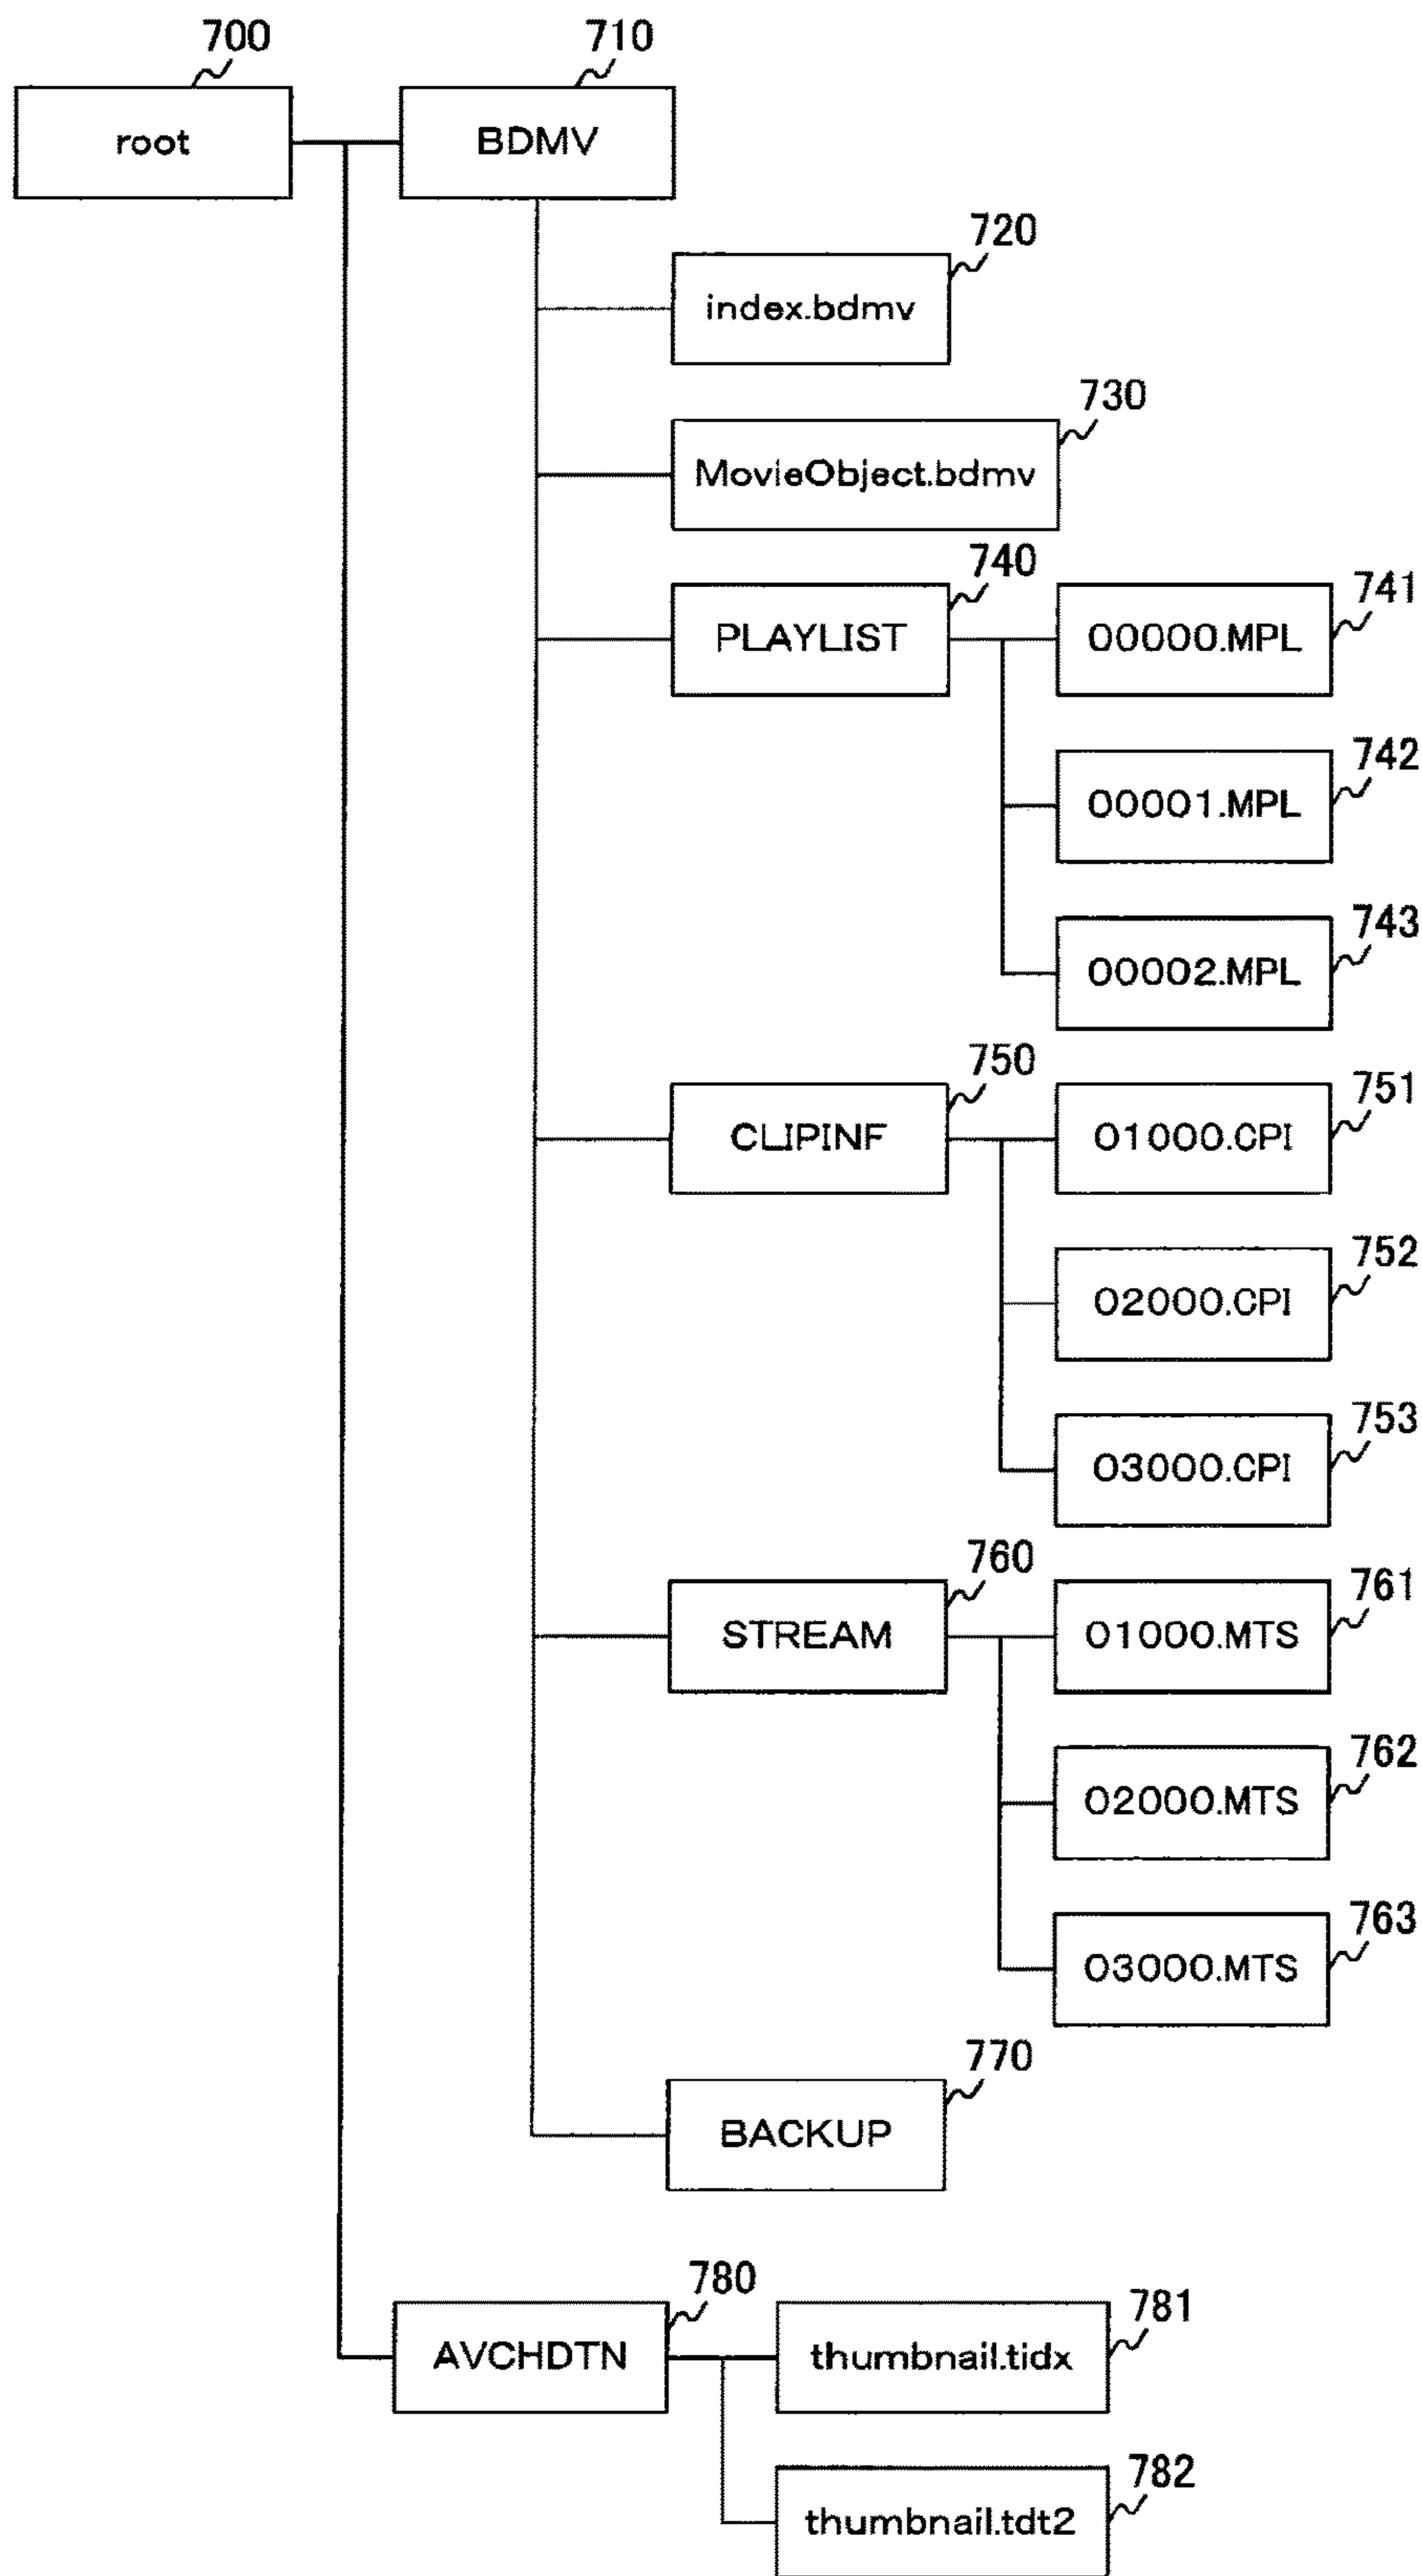 700
710
root
BDMV
720
index.bdmv
730
MovieObject.bdmv
740
741
PLAYLIST
00000.MPL
742
00001.MPL
743
00002.MPL
750
751
CLIPINF
01000.CPI
752
02000.CPI
753
03000.CPI
760
761
STREAM
01000.MTS
762
02000.MTS
763
03000.MTS
770
BACKUP
780
781
AVCHDTN
thumbnail.tidx
782
thumbnail.tdt2